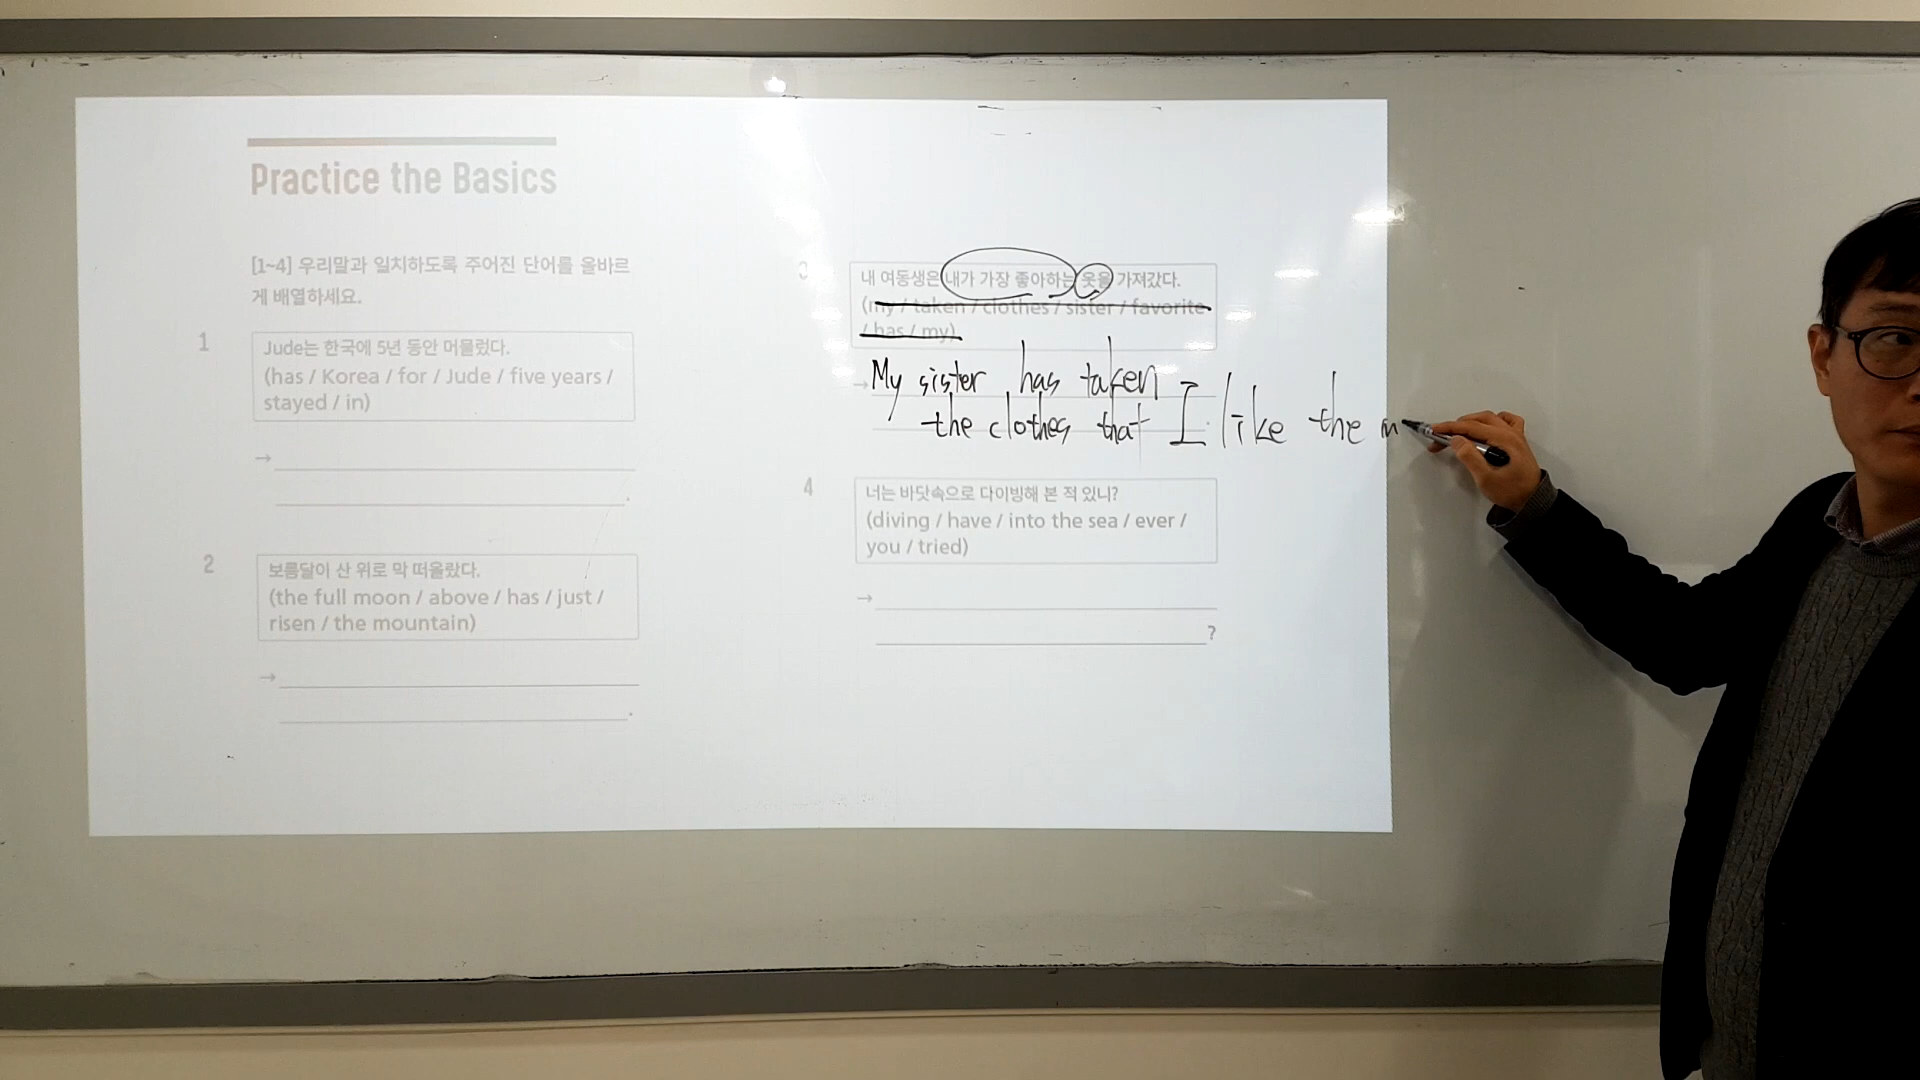 Practice the Basics
[1~4] 우리말과 일치하도록 주어진 단어를 올바르
게 배열하세요.
1
Jude는 한국에 5년 동안 머물렀다.
(has / Korea / for / Jude / five years /
stayed / in)
→
.
2
보름달이 산 위로 막 떠올랐다.
(the full moon / above / has / just /
risen / the mountain)
→
.
3
내 여동생은 내가 가장 좋아하는 옷을 가져갔다.
(my / taken / clothes / sister / favorite
/ has / my)
→ My sister has taken
the clothes that I like the m
4
너는 바닷속으로 다이빙해 본 적 있니?
(diving / have / into the sea / ever /
you / tried)
→
?